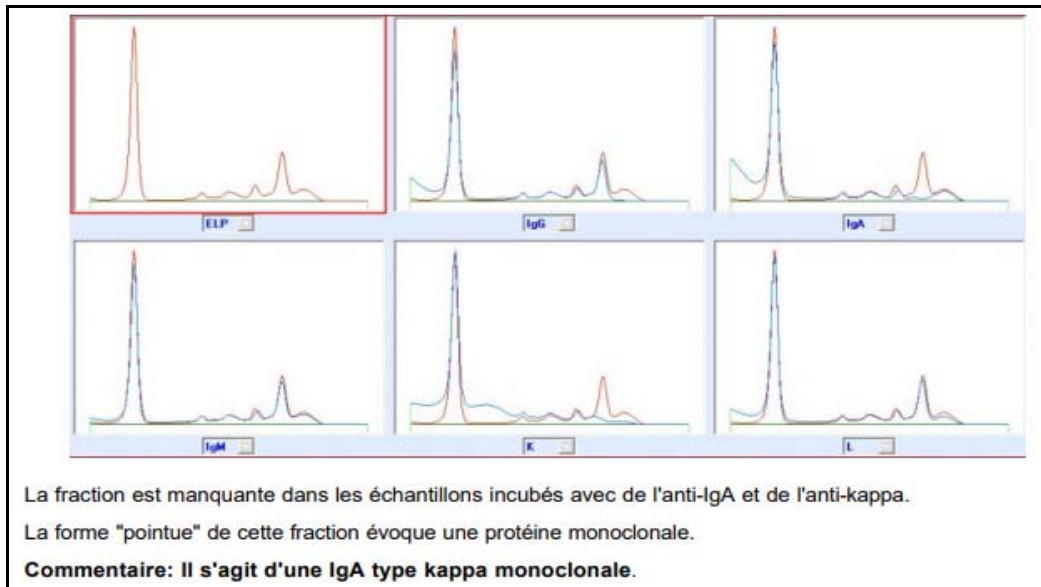 ELP IgG IgA
IgM K L
La fraction est manquante dans les échantillons incubés avec de l'anti-IgA et de l'anti-kappa.
La forme "pointue" de cette fraction évoque une protéine monoclonale.
Commentaire: Il s'agit d'une IgA type kappa monoclonale.